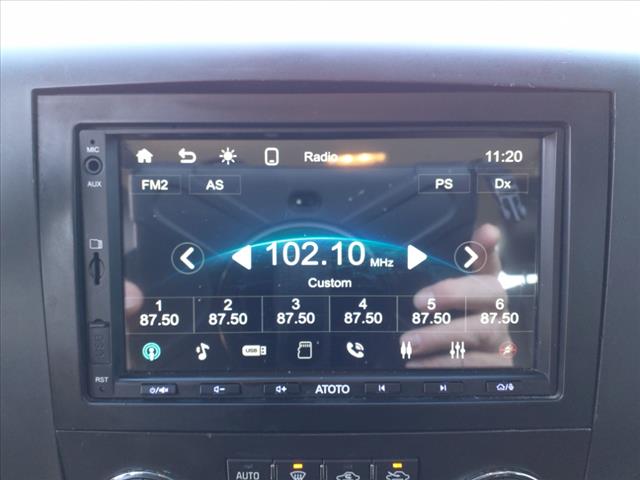 MIC
AUX
Radio 11:20
FM2 AS PS Dx
102.10 MHz
Custom
1 2 3 4 5 6
87.50 87.50 87.50 87.50 87.50 87.50
USB
RST
ATOTO
AUTO